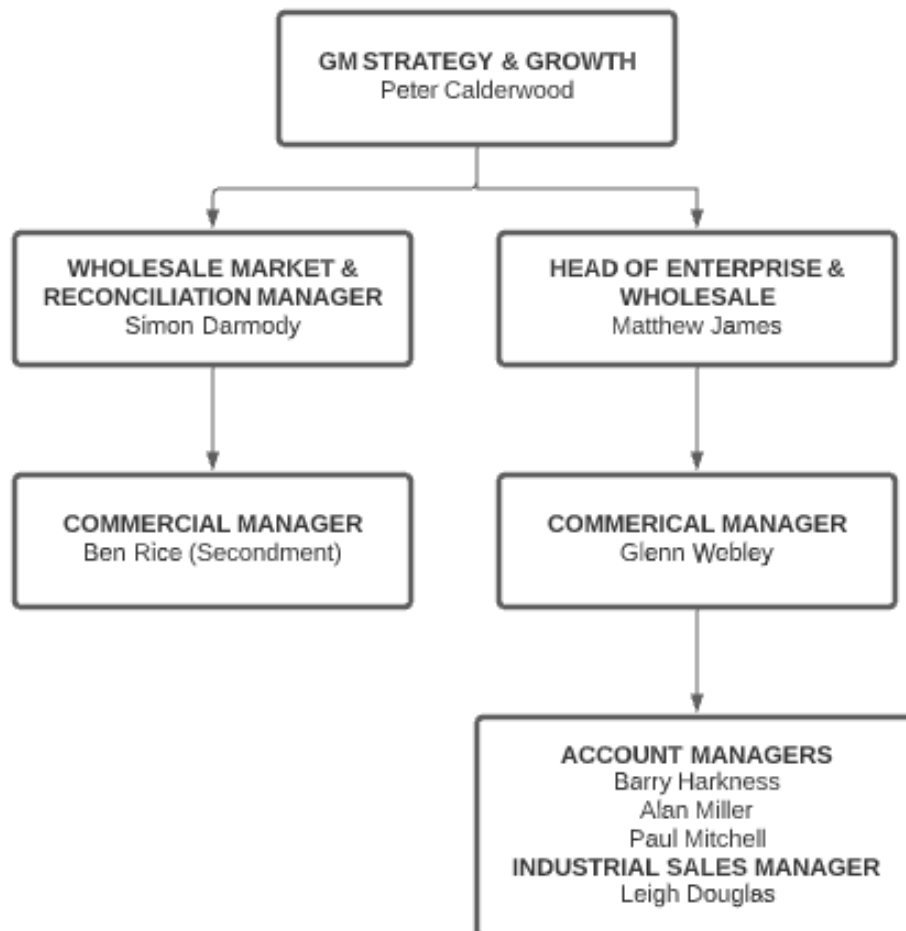 GM STRATEGY & GROWTH
Peter Calderwood
WHOLESALE MARKET &
RECONCILIATION MANAGER
Simon Darmody
HEAD OF ENTERPRISE &
WHOLESALE
Matthew James
COMMERCIAL MANAGER
Ben Rice (Secondment)
COMMERICAL MANAGER
Glenn Webley
ACCOUNT MANAGERS
Barry Harkness
Alan Miller
Paul Mitchell
INDUSTRIAL SALES MANAGER
Leigh Douglas